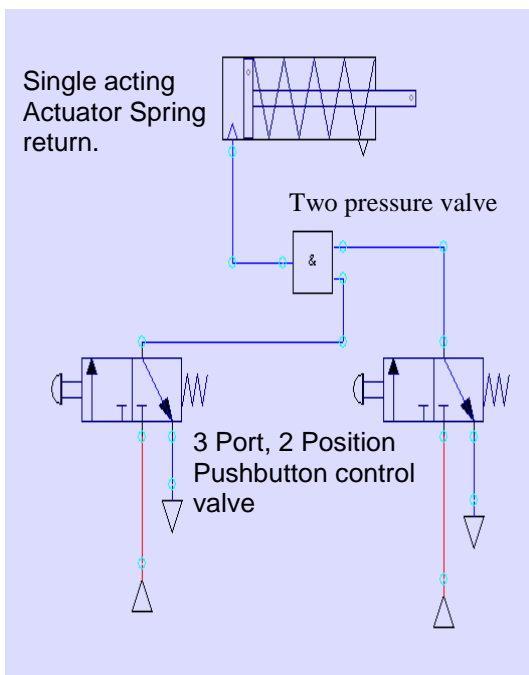 Single acting
Actuator Spring
return.
Two pressure valve
&
3 Port, 2 Position
Pushbutton control
valve